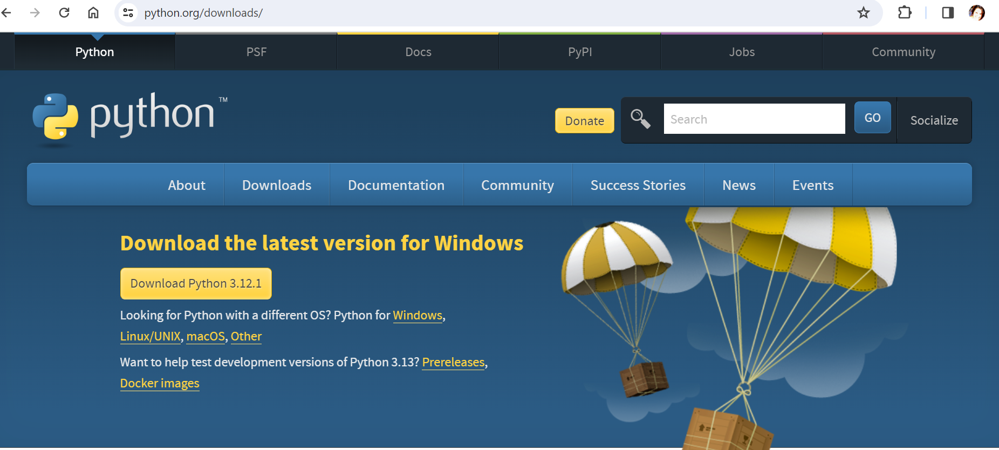 python.org/downloads/
Python PSF Docs PyPI Jobs Community
python™
Donate Search GO Socialize
About Downloads Documentation Community Success Stories News Events
Download the latest version for Windows
Download Python 3.12.1
Looking for Python with a different OS? Python for Windows,
Linux/UNIX, macOS, Other
Want to help test development versions of Python 3.13? Prereleases,
Docker images